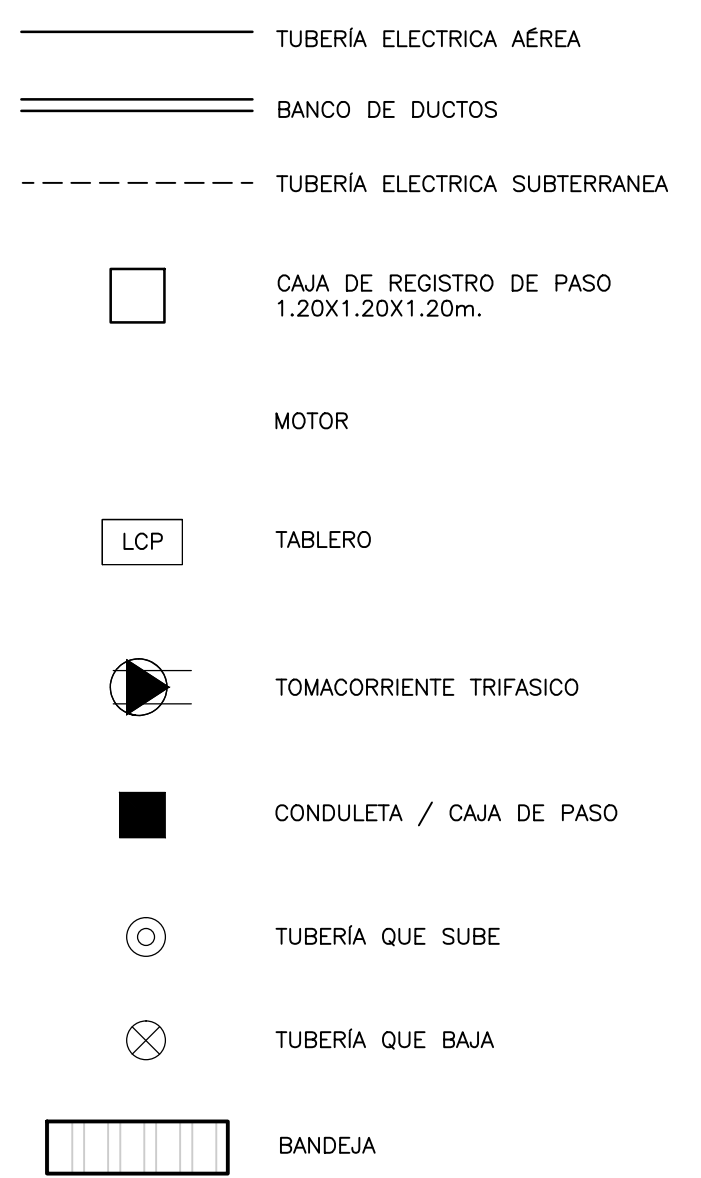 TUBERÍA ELECTRICA AÉREA
BANCO DE DUCTOS
TUBERÍA ELECTRICA SUBTERRANEA
CAJA DE REGISTRO DE PASO
1.20X1.20X1.20m.
MOTOR
LCP TABLERO
TOMACORRIENTE TRIFASICO
CONDULETA / CAJA DE PASO
TUBERÍA QUE SUBE
TUBERÍA QUE BAJA
BANDEJA